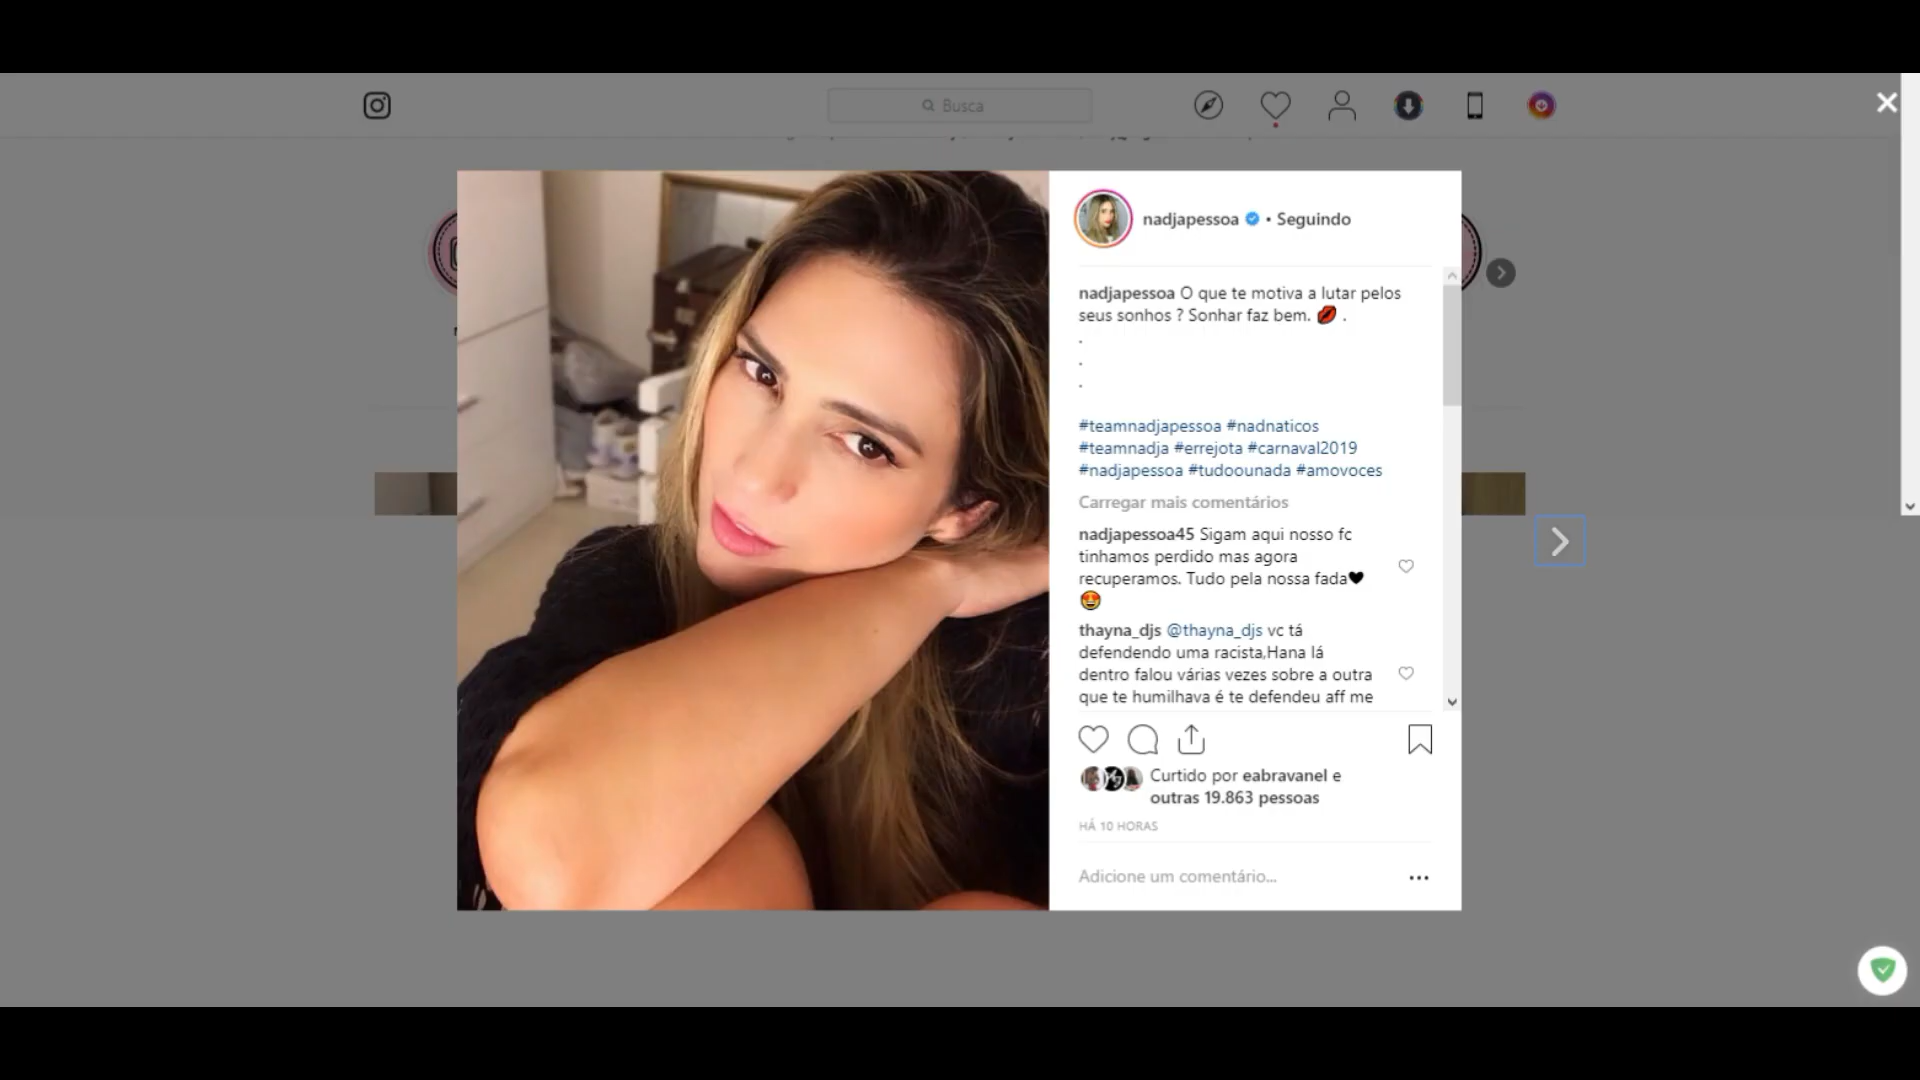 Busca
nadjapessoa • Seguindo
nadjapessoa O que te motiva a lutar pelos
seus sonhos ? Sonhar faz bem. 💋 .
.
.
.
#teamnadjapessoa #nadnaticos
#teamnadja #errejota #carnaval2019
#nadjapessoa #tudoounada #amovoces
Carregar mais comentários
nadjapessoa45 Sigam aqui nosso fc
tinhamos perdido mas agora
recuperamos. Tudo pela nossa fada🖤
😍
thayna_djs @thayna_djs vc tá
defendendo uma racista,Hana lá
dentro falou várias vezes sobre a outra
que te humilhava é te defendeu aff me
Curtido por eabravanel e
outras 19.863 pessoas
HÁ 10 HORAS
Adicione um comentário...